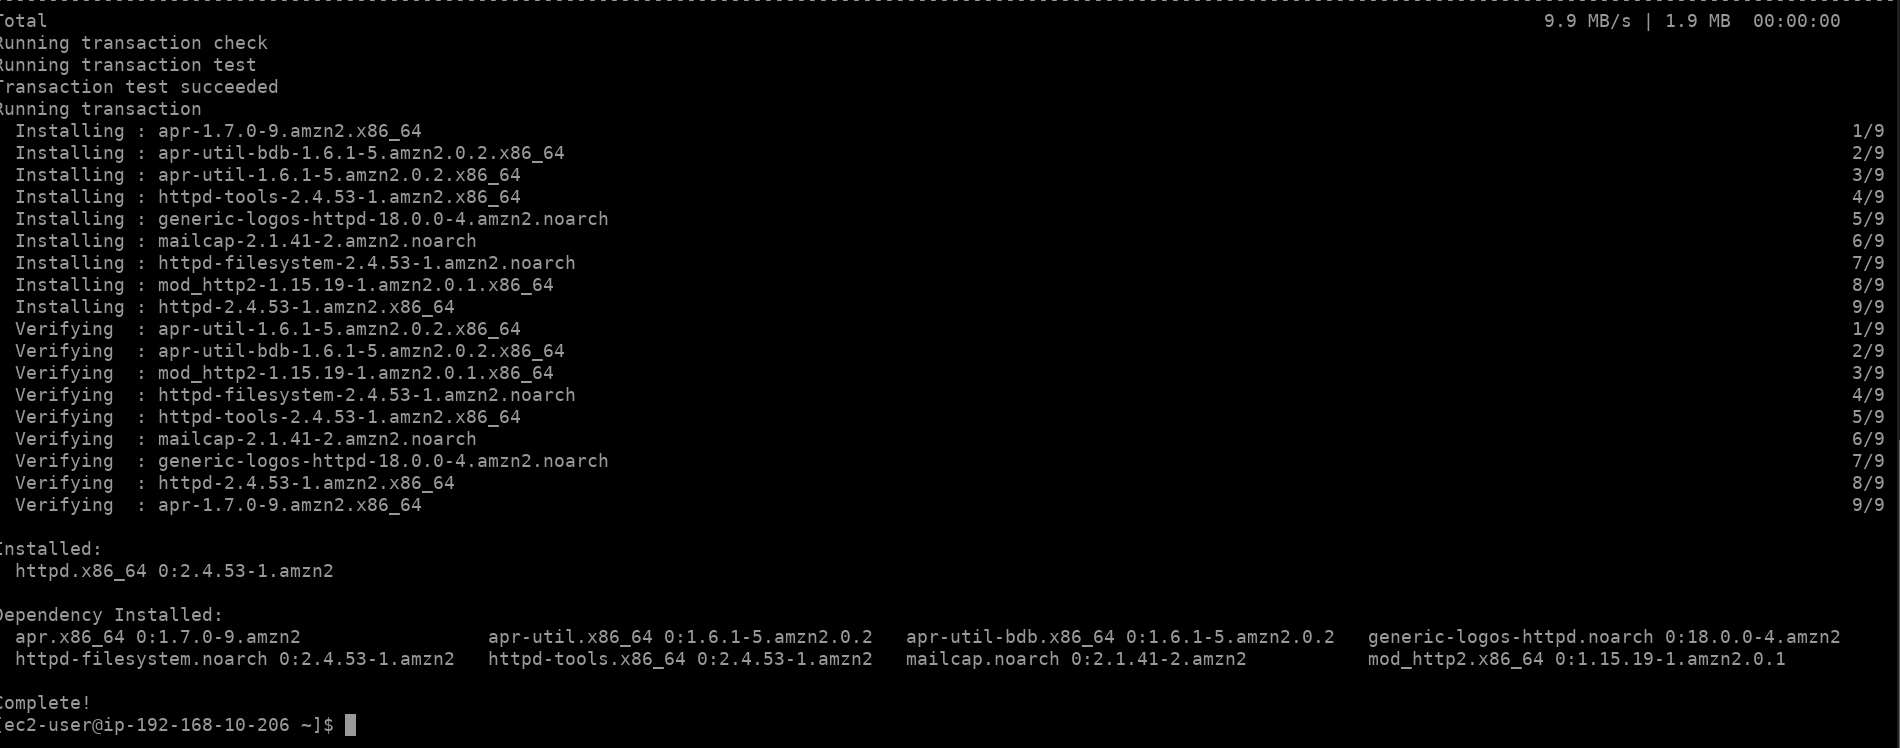 Total 9.9 MB/s | 1.9 MB 00:00:00
Running transaction check
Running transaction test
Transaction test succeeded
Running transaction
Installing : apr-1.7.0-9.amzn2.x86_64 1/9
Installing : apr-util-bdb-1.6.1-5.amzn2.0.2.x86_64 2/9
Installing : apr-util-1.6.1-5.amzn2.0.2.x86_64 3/9
Installing : httpd-tools-2.4.53-1.amzn2.x86_64 4/9
Installing : generic-logos-httpd-18.0.0-4.amzn2.noarch 5/9
Installing : mailcap-2.1.41-2.amzn2.noarch 6/9
Installing : httpd-filesystem-2.4.53-1.amzn2.noarch 7/9
Installing : mod_http2-1.15.19-1.amzn2.0.1.x86_64 8/9
Installing : httpd-2.4.53-1.amzn2.x86_64 9/9
Verifying : apr-util-1.6.1-5.amzn2.0.2.x86_64 1/9
Verifying : apr-util-bdb-1.6.1-5.amzn2.0.2.x86_64 2/9
Verifying : mod_http2-1.15.19-1.amzn2.0.1.x86_64 3/9
Verifying : httpd-filesystem-2.4.53-1.amzn2.noarch 4/9
Verifying : httpd-tools-2.4.53-1.amzn2.x86_64 5/9
Verifying : mailcap-2.1.41-2.amzn2.noarch 6/9
Verifying : generic-logos-httpd-18.0.0-4.amzn2.noarch 7/9
Verifying : httpd-2.4.53-1.amzn2.x86_64 8/9
Verifying : apr-1.7.0-9.amzn2.x86_64 9/9
Installed:
httpd.x86_64 0:2.4.53-1.amzn2
Dependency Installed:
apr.x86_64 0:1.7.0-9.amzn2 apr-util.x86_64 0:1.6.1-5.amzn2.0.2 apr-util-bdb.x86_64 0:1.6.1-5.amzn2.0.2 generic-logos-httpd.noarch 0:18.0.0-4.amzn2
httpd-filesystem.noarch 0:2.4.53-1.amzn2 httpd-tools.x86_64 0:2.4.53-1.amzn2 mailcap.noarch 0:2.1.41-2.amzn2 mod_http2.x86_64 0:1.15.19-1.amzn2.0.1
Complete!
[ec2-user@ip-192-168-10-206 ~]$